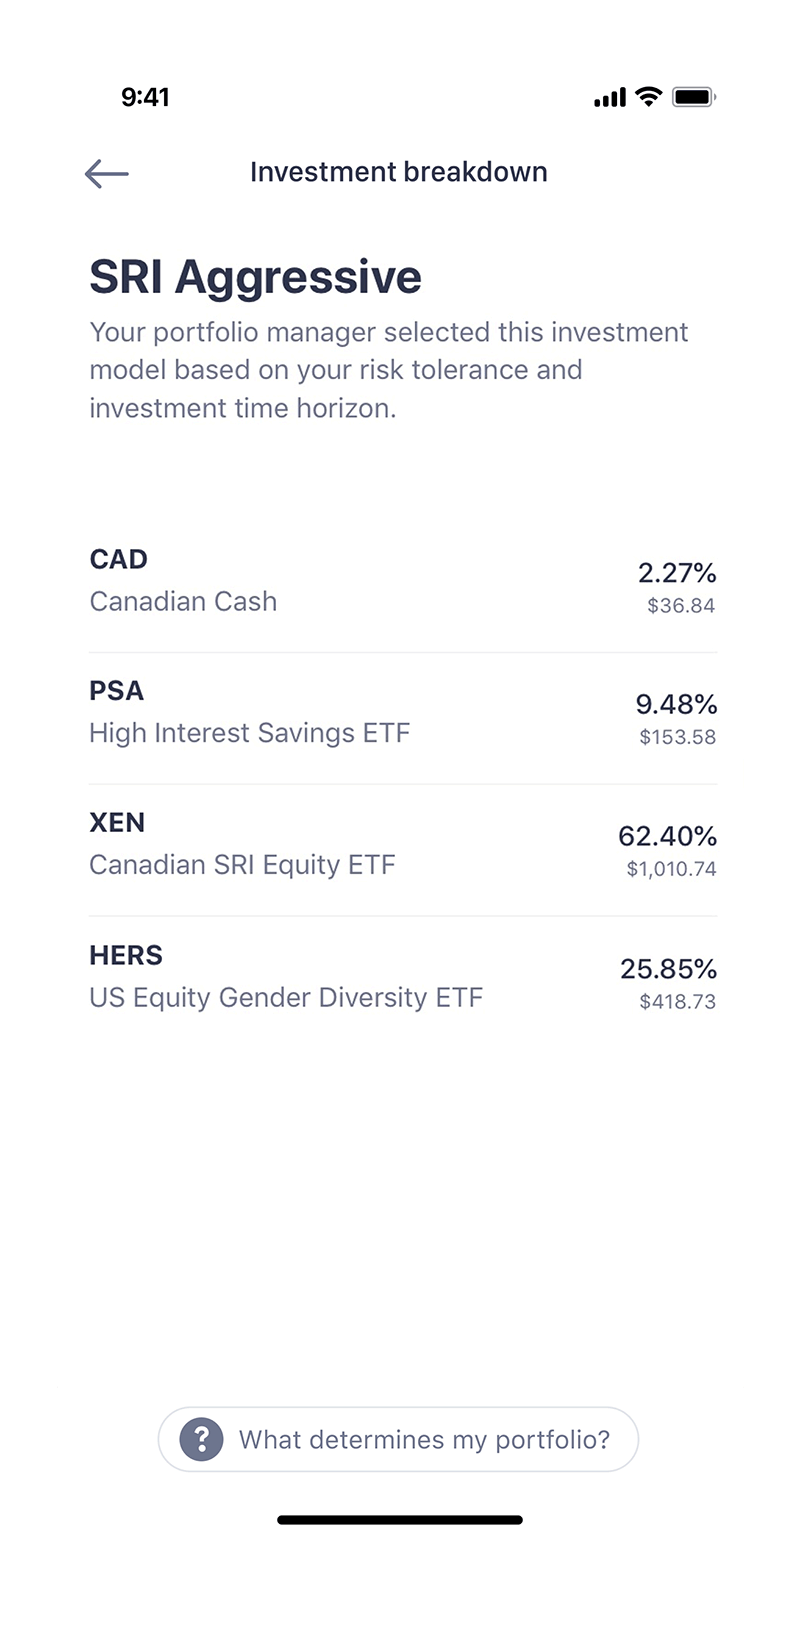 9:41
Investment breakdown
SRI Aggressive
Your portfolio manager selected this investment
model based on your risk tolerance and
investment time horizon.
CAD
Canadian Cash
2.27%
$36.84
PSA
High Interest Savings ETF
9.48%
$153.58
XEN
Canadian SRI Equity ETF
62.40%
$1,010.74
HERS
US Equity Gender Diversity ETF
25.85%
$418.73
? What determines my portfolio?